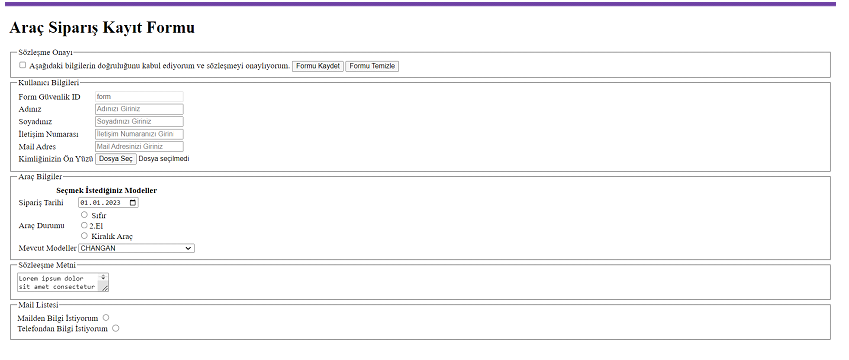 Araç Sipariş Kayıt Formu
Sözleşme Onayı
Aşağıdaki bilgilerin doğruluğunu kabul ediyorum ve sözleşmeyi onaylıyorum. Formu Kaydet Formu Temizle
Kullanıcı Bilgileri
Form Güvenlik ID form
Adınız Adınızı Giriniz
Soyadınız Soyadınızı Giriniz
İletişim Numarası İletişim Numaranızı Girin
Mail Adres Mail Adresinizi Giriniz
Kimliğinizin Ön Yüzü Dosya Seç Dosya seçilmedi
Araç Bilgiler
Seçmek İstediğiniz Modeller
Sipariş Tarihi 01.01.2023
Sıfır
Araç Durumu 2.El
Kiralık Araç
Mevcut Modeller CHANGAN
Sözleeşme Metni
Lorem ipsum dolor
sit amet consectetur
Mail Listesi
Mailden Bilgi İstiyorum
Telefondan Bilgi İstiyorum